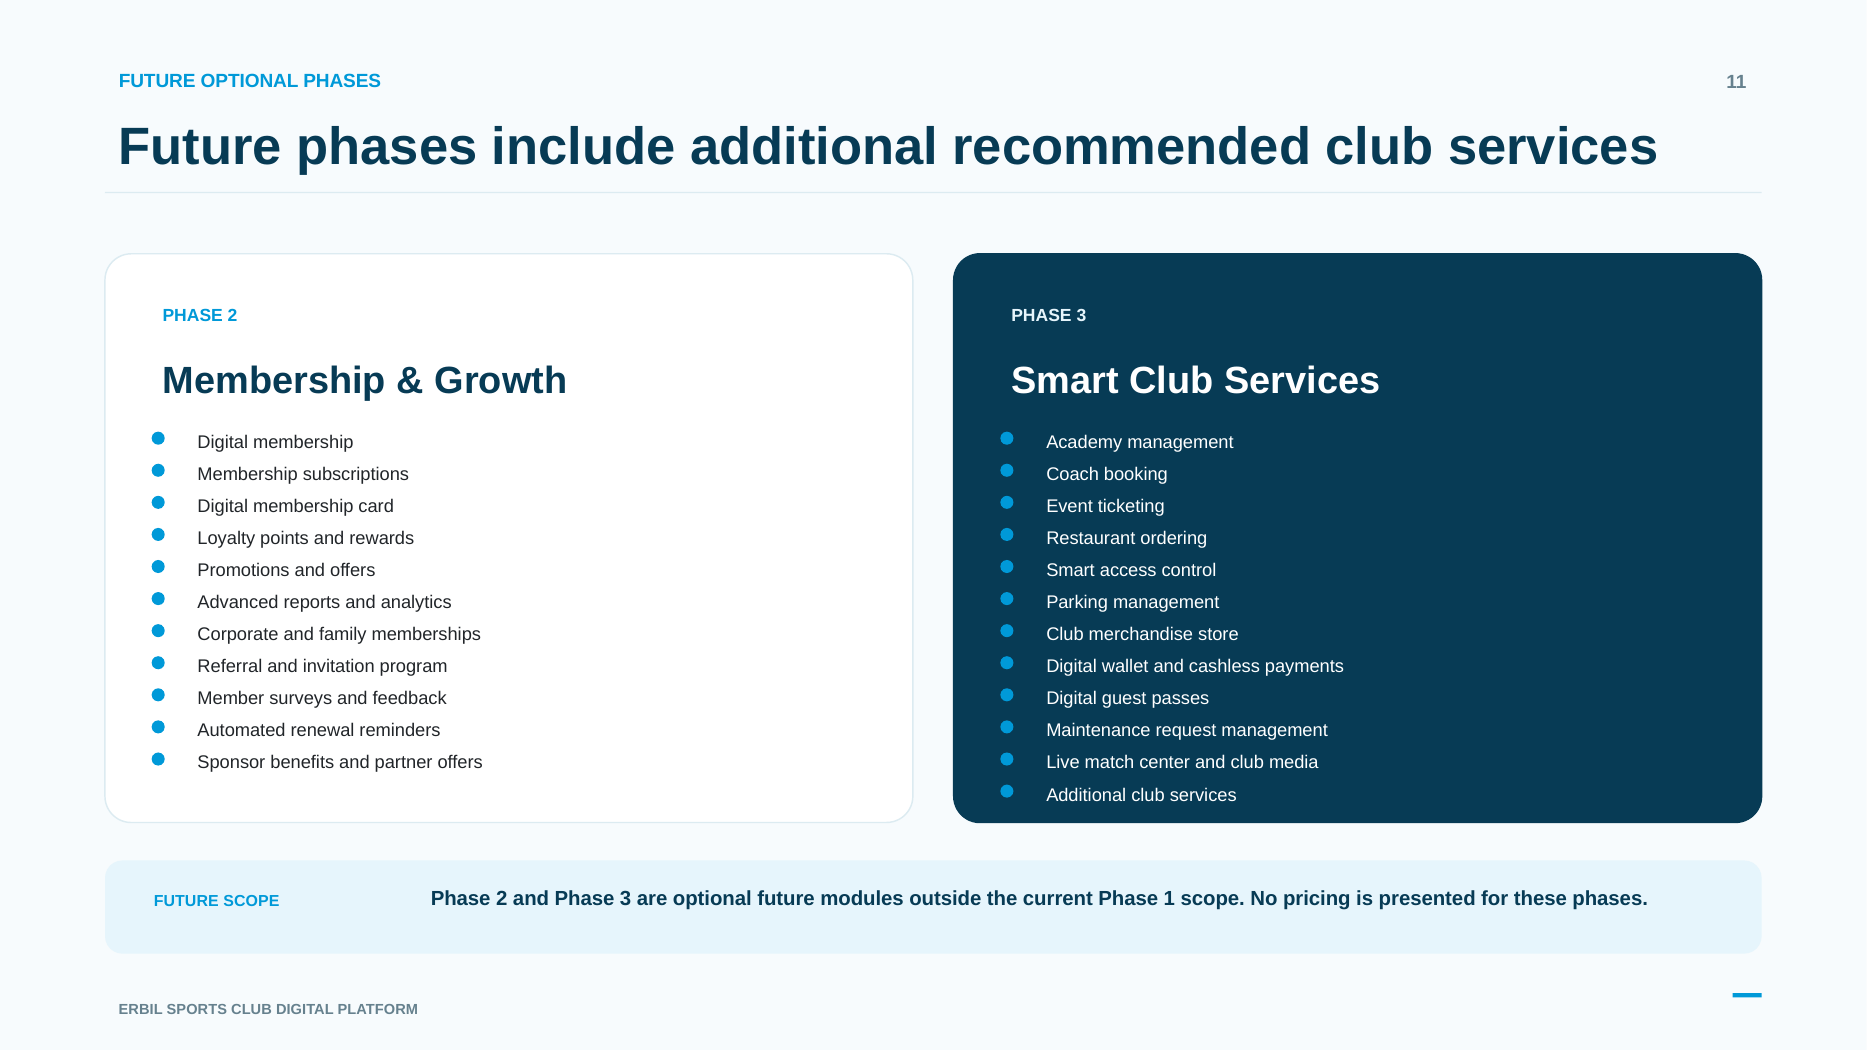 FUTURE OPTIONAL PHASES
11
Future phases include additional recommended club services
PHASE 2
Membership & Growth
Digital membership
Membership subscriptions
Digital membership card
Loyalty points and rewards
Promotions and offers
Advanced reports and analytics
Corporate and family memberships
Referral and invitation program
Member surveys and feedback
Automated renewal reminders
Sponsor benefits and partner offers
PHASE 3
Smart Club Services
Academy management
Coach booking
Event ticketing
Restaurant ordering
Smart access control
Parking management
Club merchandise store
Digital wallet and cashless payments
Digital guest passes
Maintenance request management
Live match center and club media
Additional club services
FUTURE SCOPE
Phase 2 and Phase 3 are optional future modules outside the current Phase 1 scope. No pricing is presented for these phases.
ERBIL SPORTS CLUB DIGITAL PLATFORM